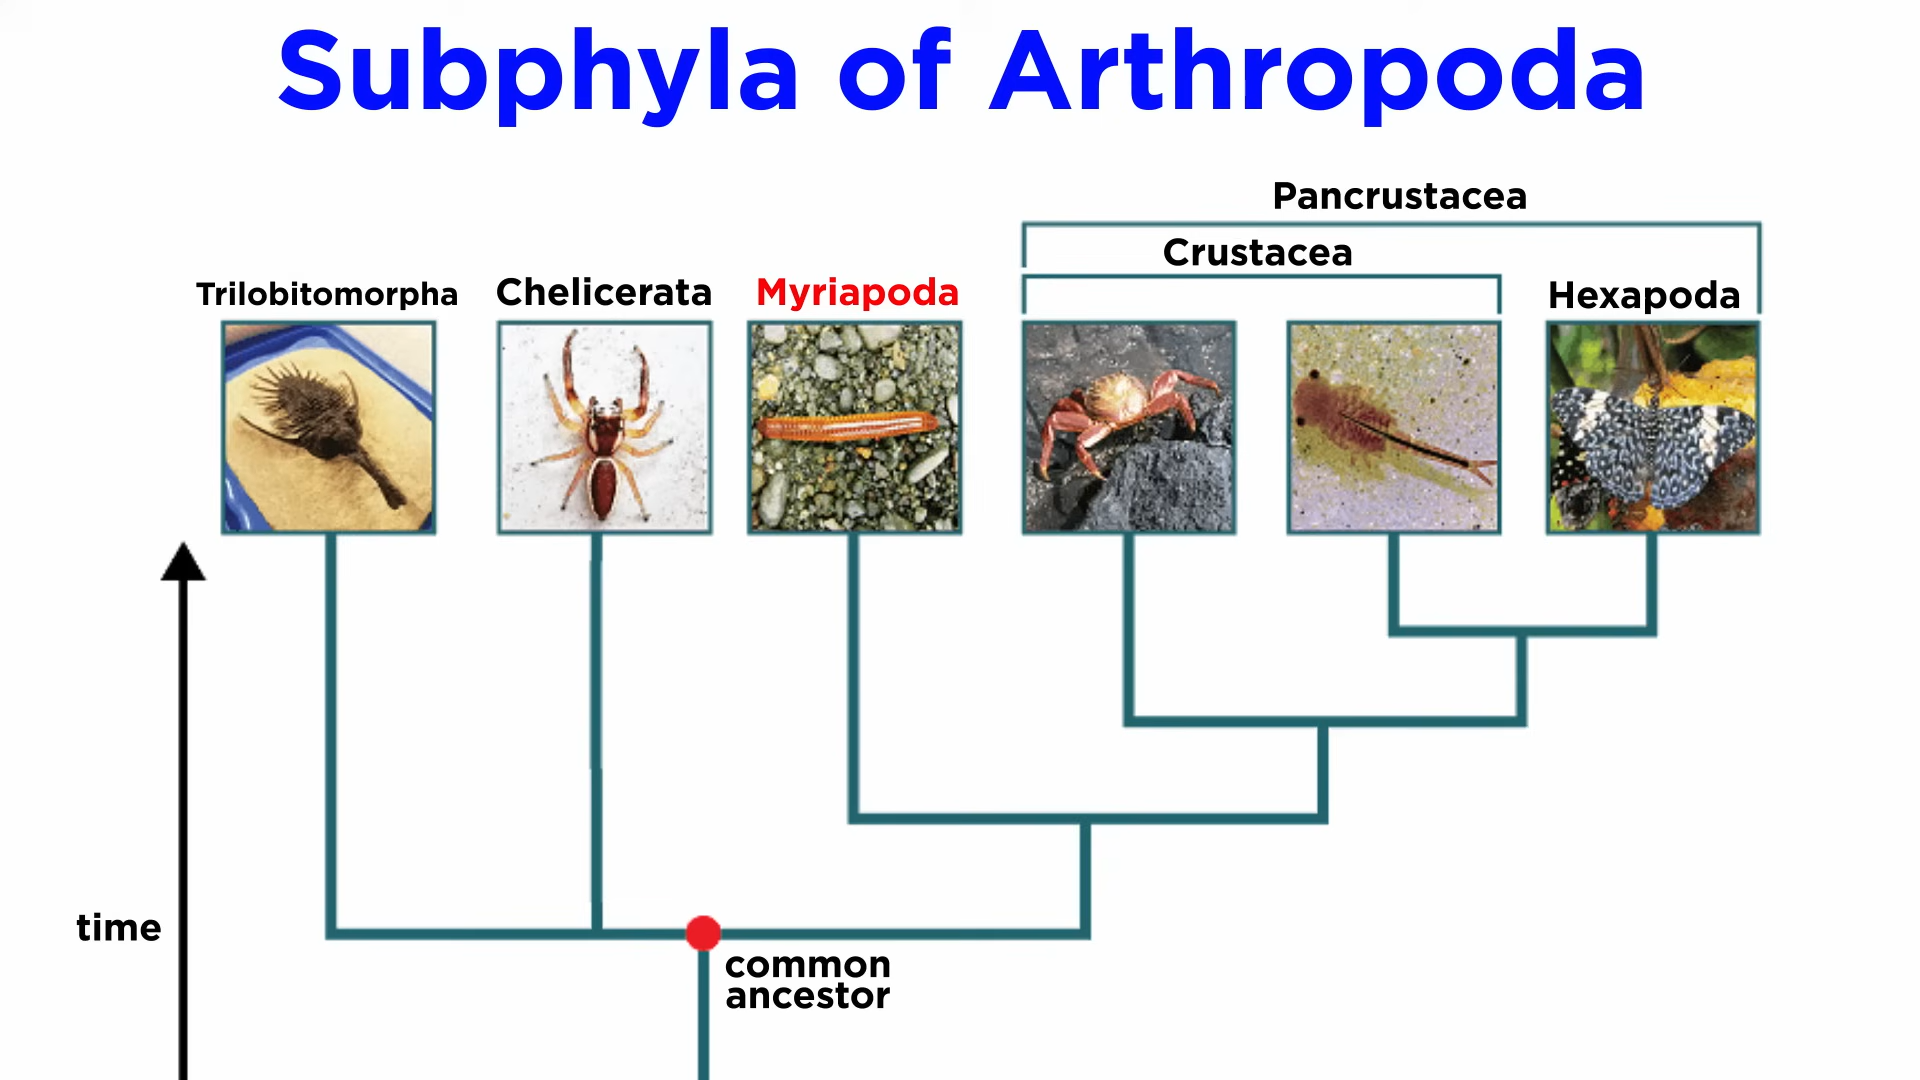 Subphyla of Arthropoda
Pancrustacea
Crustacea
Trilobitomorpha
Chelicerata
Myriapoda
Hexapoda
time
common
ancestor